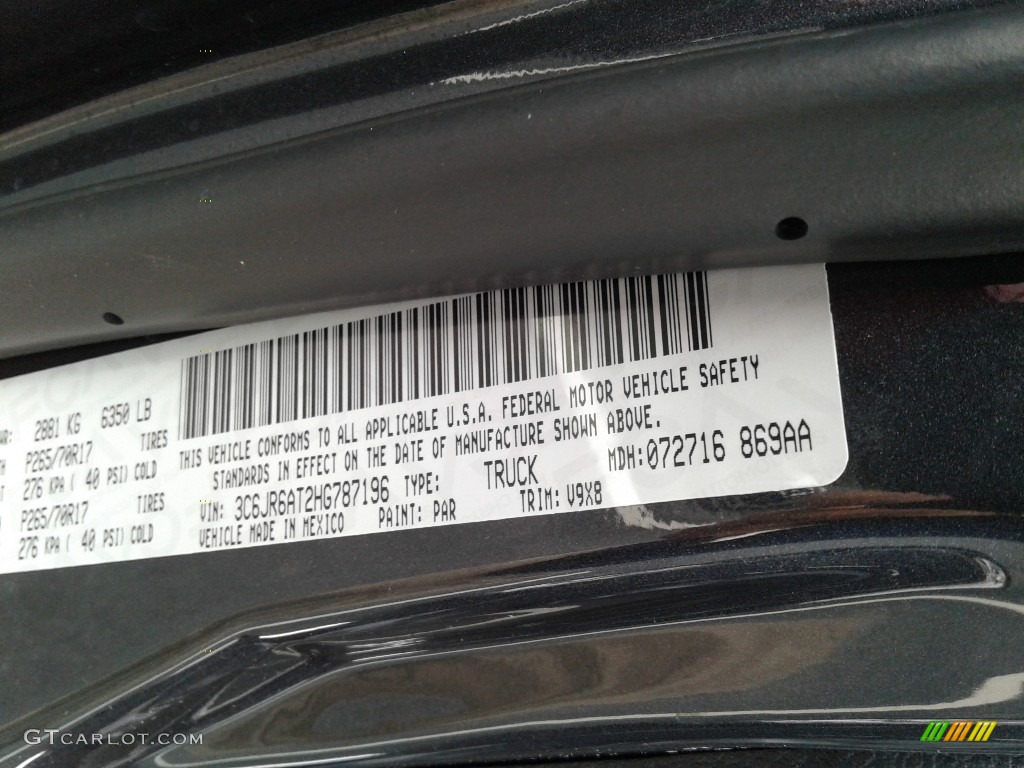 2881 KG 6350 LB
P265/70R17 TIRES
276 KPA ( 40 PSI) COLD
P265/70R17 TIRES
276 KPA ( 40 PSI) COLD
THIS VEHICLE CONFORMS TO ALL APPLICABLE U.S.A. FEDERAL MOTOR VEHICLE SAFETY
STANDARDS IN EFFECT ON THE DATE OF MANUFACTURE SHOWN ABOVE.
MDH:072716 869AA
VIN: 3C6JR6AT2HG787196 TYPE: TRUCK
VEHICLE MADE IN MEXICO PAINT: PAR TRIM: V9X8
GTCARLOT.COM